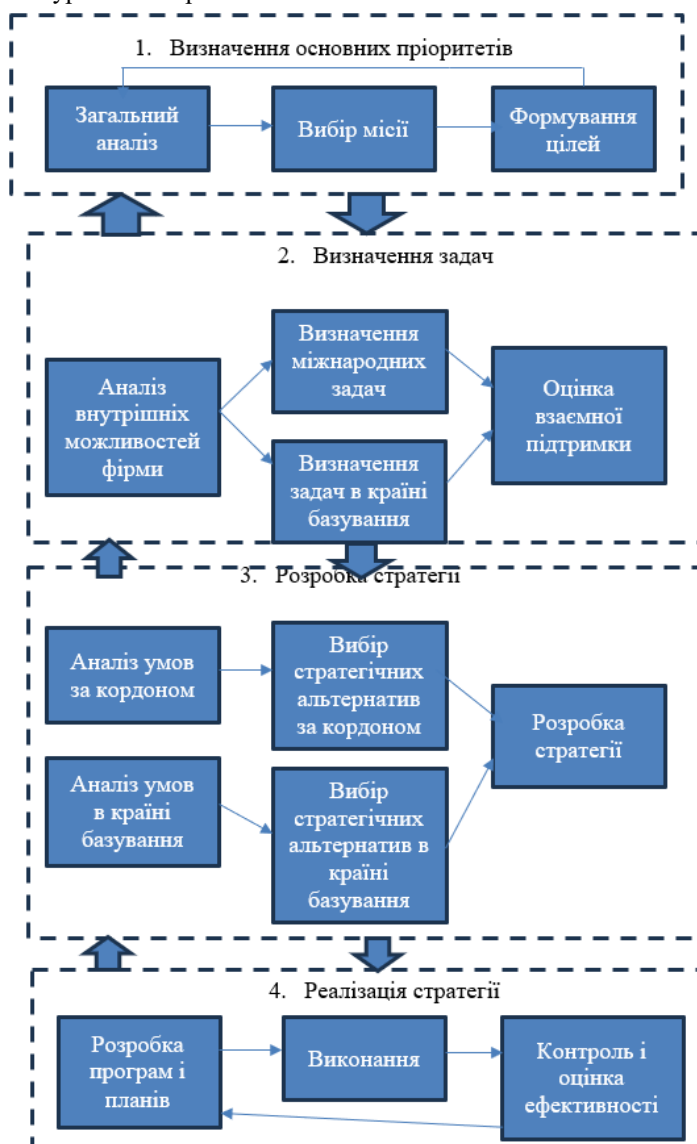 1. Визначення основних пріоритетів
Загальний
аналіз
Вибір місії
Формування
цілей
2. Визначення задач
Аналіз
внутрішніх
можливостей
фірми
Визначення
міжнародних
задач
Визначення
задач в країні
базування
Оцінка
взаємної
підтримки
3. Розробка стратегії
Аналіз умов
за кордоном
Вибір
стратегічних
альтернатив
за кордоном
Аналіз умов
в країні
базування
Вибір
стратегічних
альтернатив в
країні
базування
Розробка
стратегії
4. Реалізація стратегії
Розробка
програм і
планів
Виконання
Контроль і
оцінка
ефективності